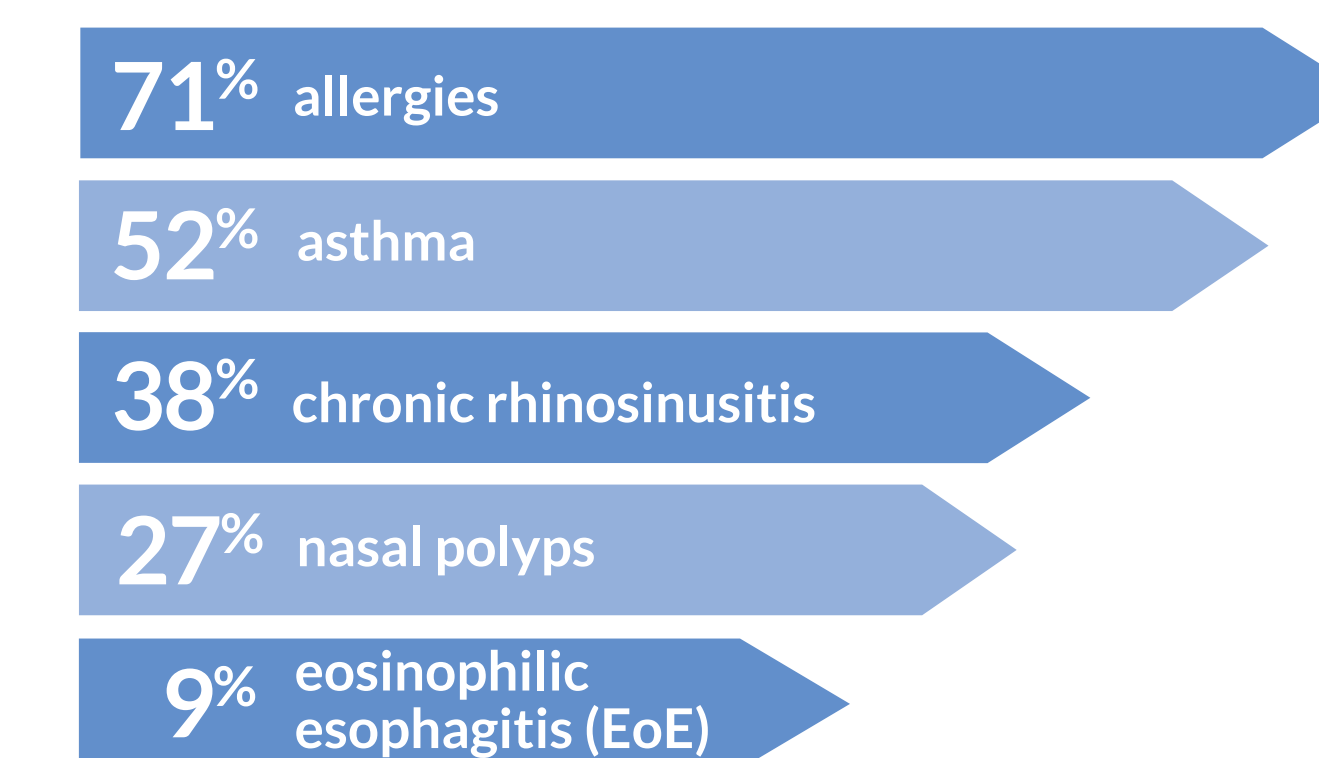 71% allergies
52% asthma
38% chronic rhinosinusitis
27% nasal polyps
9% eosinophilic
esophagitis (EoE)